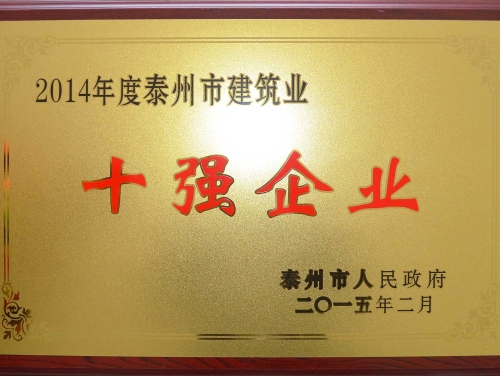 2014年度泰州市建筑业
十强企业
泰州市人民政府
二〇一五年二月